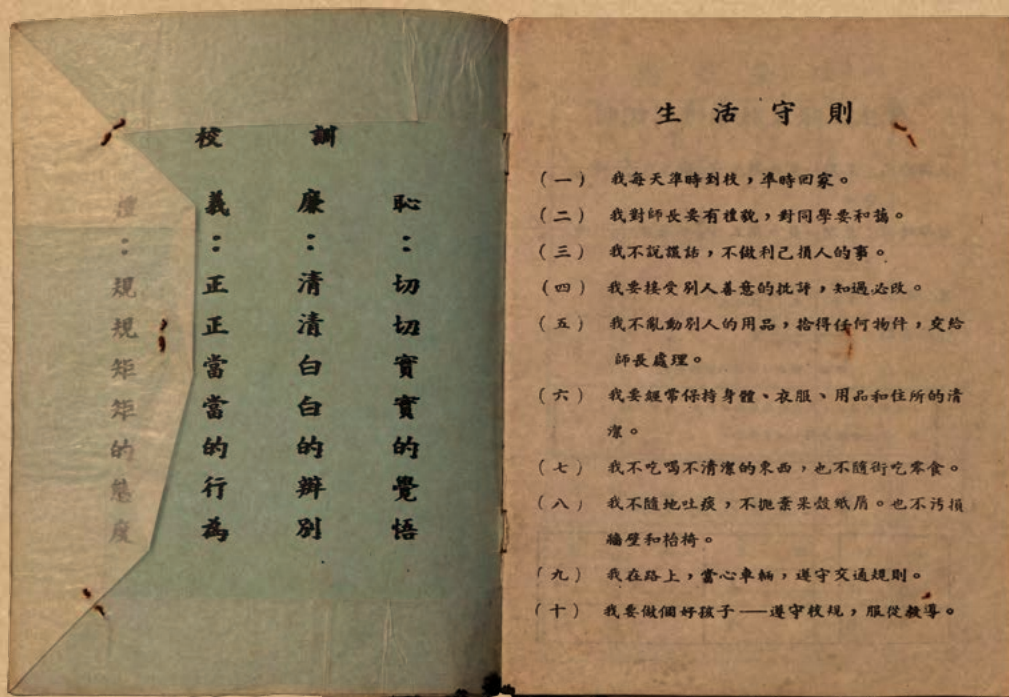 校訓
禮：規規矩矩的態度
義：正正當當的行為
廉：清清白白的辨別
恥：切切實實的覺悟
生活守則
（一） 我每天準時到校，準時回家。
（二） 我對師長要有禮貌，對同學要和藹。
（三） 我不說謊話，不做利己損人的事。
（四） 我要接受別人善意的批評，知過必改。
（五） 我不亂動別人的用品，拾得任何物件，交給
師長處理。
（六） 我要經常保持身體、衣服、用品和住所的清
潔。
（七） 我不吃喝不清潔的東西，也不隨街吃零食。
（八） 我不隨地吐痰，不拋棄果殼紙屑。也不污損
牆壁和枱椅。
（九） 我在路上，當心車輛，遵守交通規則。
（十） 我要做個好孩子——遵守校規，服從教導。